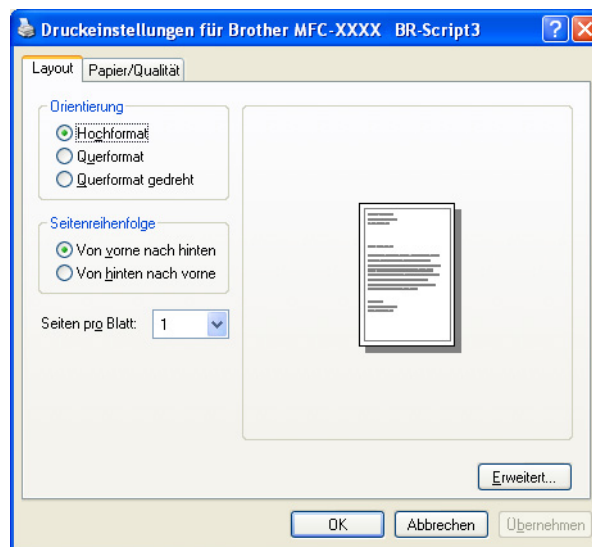 Druckeinstellungen für Brother MFC-XXXX BR-Script3
Layout
Papier/Qualität
Orientierung
Hochformat
Querformat
Querformat gedreht
Seitenreihenfolge
Von vorne nach hinten
Von hinten nach vorne
Seiten pro Blatt: 1
Erweitert...
OK
Abbrechen
Übernehmen